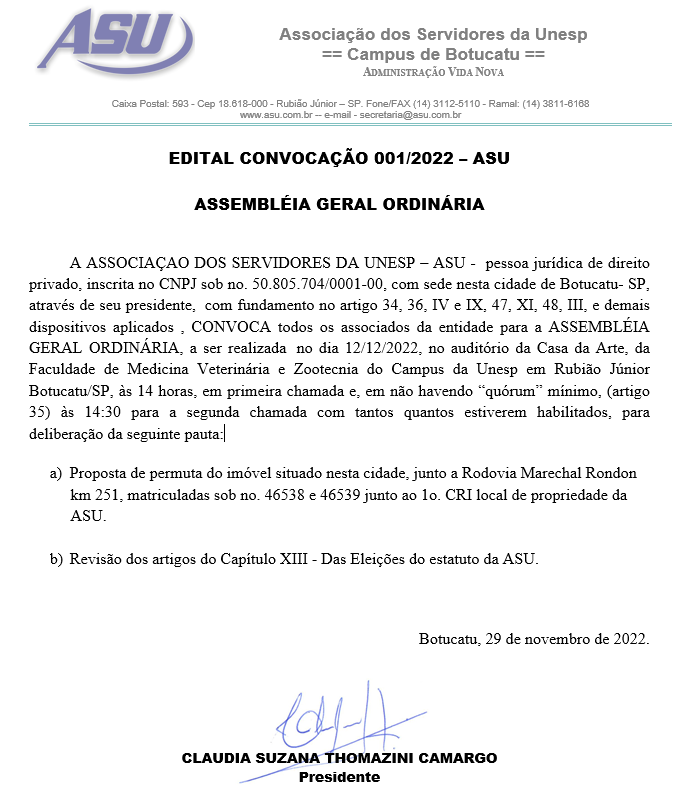 ASU
Associação dos Servidores da Unesp
== Campus de Botucatu ==
ADMINISTRAÇÃO VIDA NOVA
Caixa Postal: 593 - Cep 18.618-000 - Rubião Júnior – SP. Fone/FAX (14) 3112-5110 - Ramal: (14) 3811-6168
www.asu.com.br -- e-mail - secretaria@asu.com.br
EDITAL CONVOCAÇÃO 001/2022 – ASU
ASSEMBLÉIA GERAL ORDINÁRIA
A ASSOCIAÇAO DOS SERVIDORES DA UNESP – ASU - pessoa jurídica de direito
privado, inscrita no CNPJ sob no. 50.805.704/0001-00, com sede nesta cidade de Botucatu- SP,
através de seu presidente, com fundamento no artigo 34, 36, IV e IX, 47, XI, 48, III, e demais
dispositivos aplicados , CONVOCA todos os associados da entidade para a ASSEMBLÉIA
GERAL ORDINÁRIA, a ser realizada no dia 12/12/2022, no auditório da Casa da Arte, da
Faculdade de Medicina Veterinária e Zootecnia do Campus da Unesp em Rubião Júnior
Botucatu/SP, às 14 horas, em primeira chamada e, em não havendo “quórum” mínimo, (artigo
35) às 14:30 para a segunda chamada com tantos quantos estiverem habilitados, para
deliberação da seguinte pauta:
a) Proposta de permuta do imóvel situado nesta cidade, junto a Rodovia Marechal Rondon
km 251, matriculadas sob no. 46538 e 46539 junto ao 1o. CRI local de propriedade da
ASU.
b) Revisão dos artigos do Capítulo XIII - Das Eleições do estatuto da ASU.
Botucatu, 29 de novembro de 2022.
CLAUDIA SUZANA THOMAZINI CAMARGO
Presidente